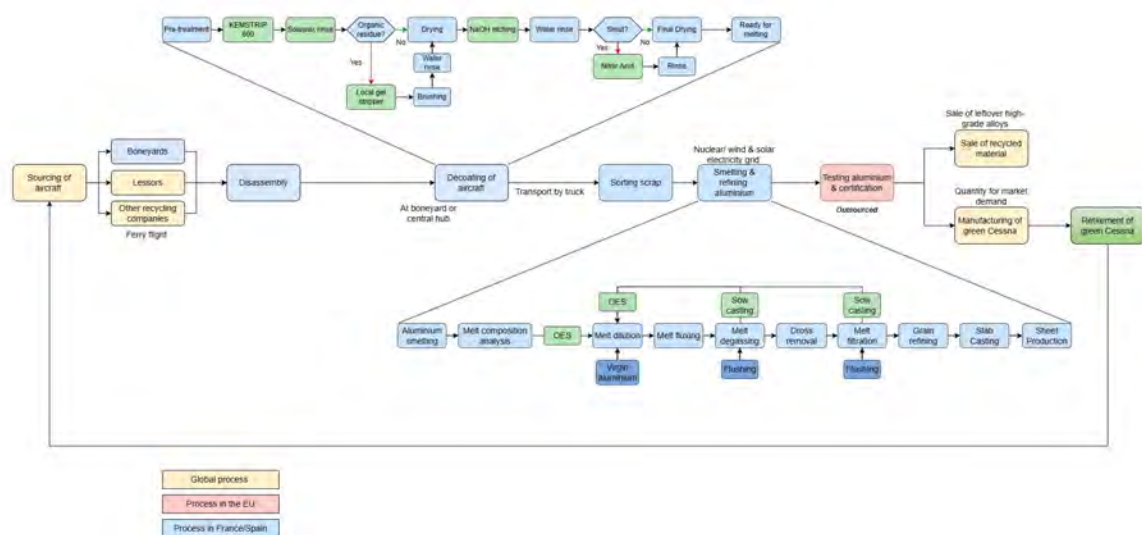 Pre-treatment
KEMSTRIP
600
rinse
Organic
residue?
Drying
NaOH etching
Water rinse
Smut?
Final Drying
Ready for
melting
No
Yes
Yes
No
Water
rinse
Nitric Acid
Rinse
Local gel
stripper
Brushing
Sourcing of
aircraft
Boneyards
Lessors
Other recycling
companies
Ferry flight
Disassembly
Decoating of
aircraft
At boneyard or
central hub
Transport by truck
Sorting scrap
Nuclear/ wind & solar
electricity grid
Smelting &
refining
aluminium
Testing aluminium
& certification
Outsourced
Sale of leftover high-
grade alloys
Sale of recycled
material
Quantity for market
demand
Manufacturing of
green Cessna
Retirement of
green Cessna
OES
Sow
casting
Sow
casting
Aluminium
smelting
Melt composition
analysis
OES
Melt dilution
Melt fluxing
Melt
degassing
Dross
removal
Melt
filtration
Grain
refining
Slab
Casting
Sheet
Production
Virgin
aluminium
Flushing
Flushing
Global process
Process in the EU
Process in France/Spain